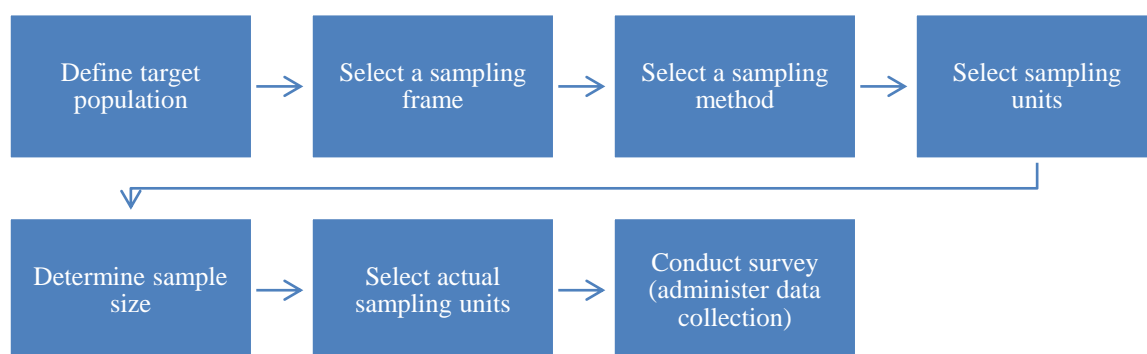 Define target
population
Select a sampling
frame
Select a sampling
method
Select sampling
units
Determine sample
size
Select actual
sampling units
Conduct survey
(administer data
collection)